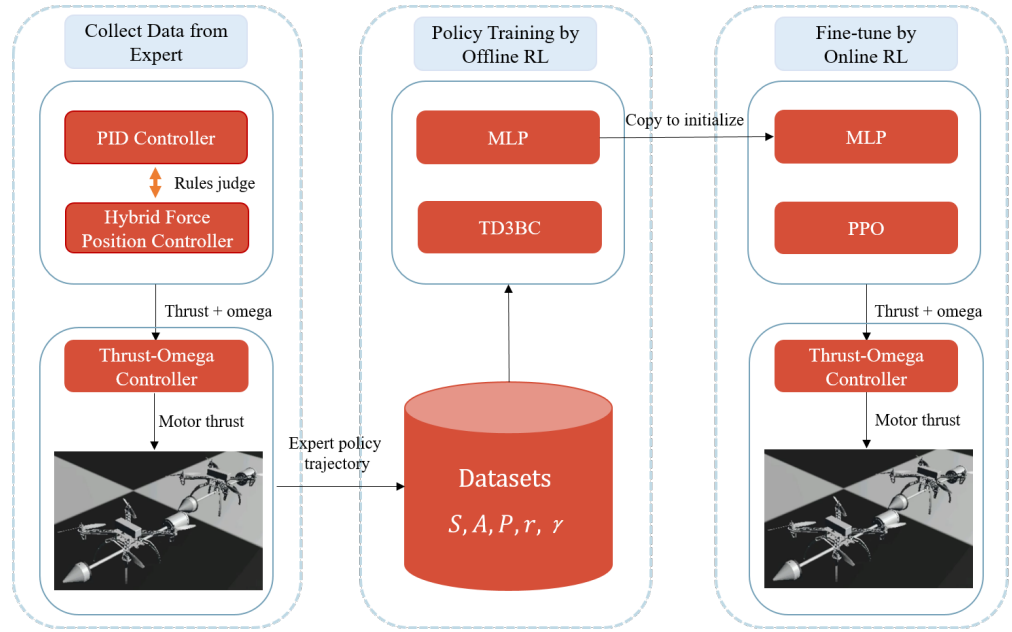 Collect Data from
Expert
PID Controller
Rules judge
Hybrid Force
Position Controller
Thrust + omega
Thrust-Omega
Controller
Motor thrust
Expert policy
trajectory
Policy Training by
Offline RL
MLP
TD3BC
Datasets
S, A, P, r, r
Copy to initialize
Fine-tune by
Online RL
MLP
PPO
Thrust + omega
Thrust-Omega
Controller
Motor thrust